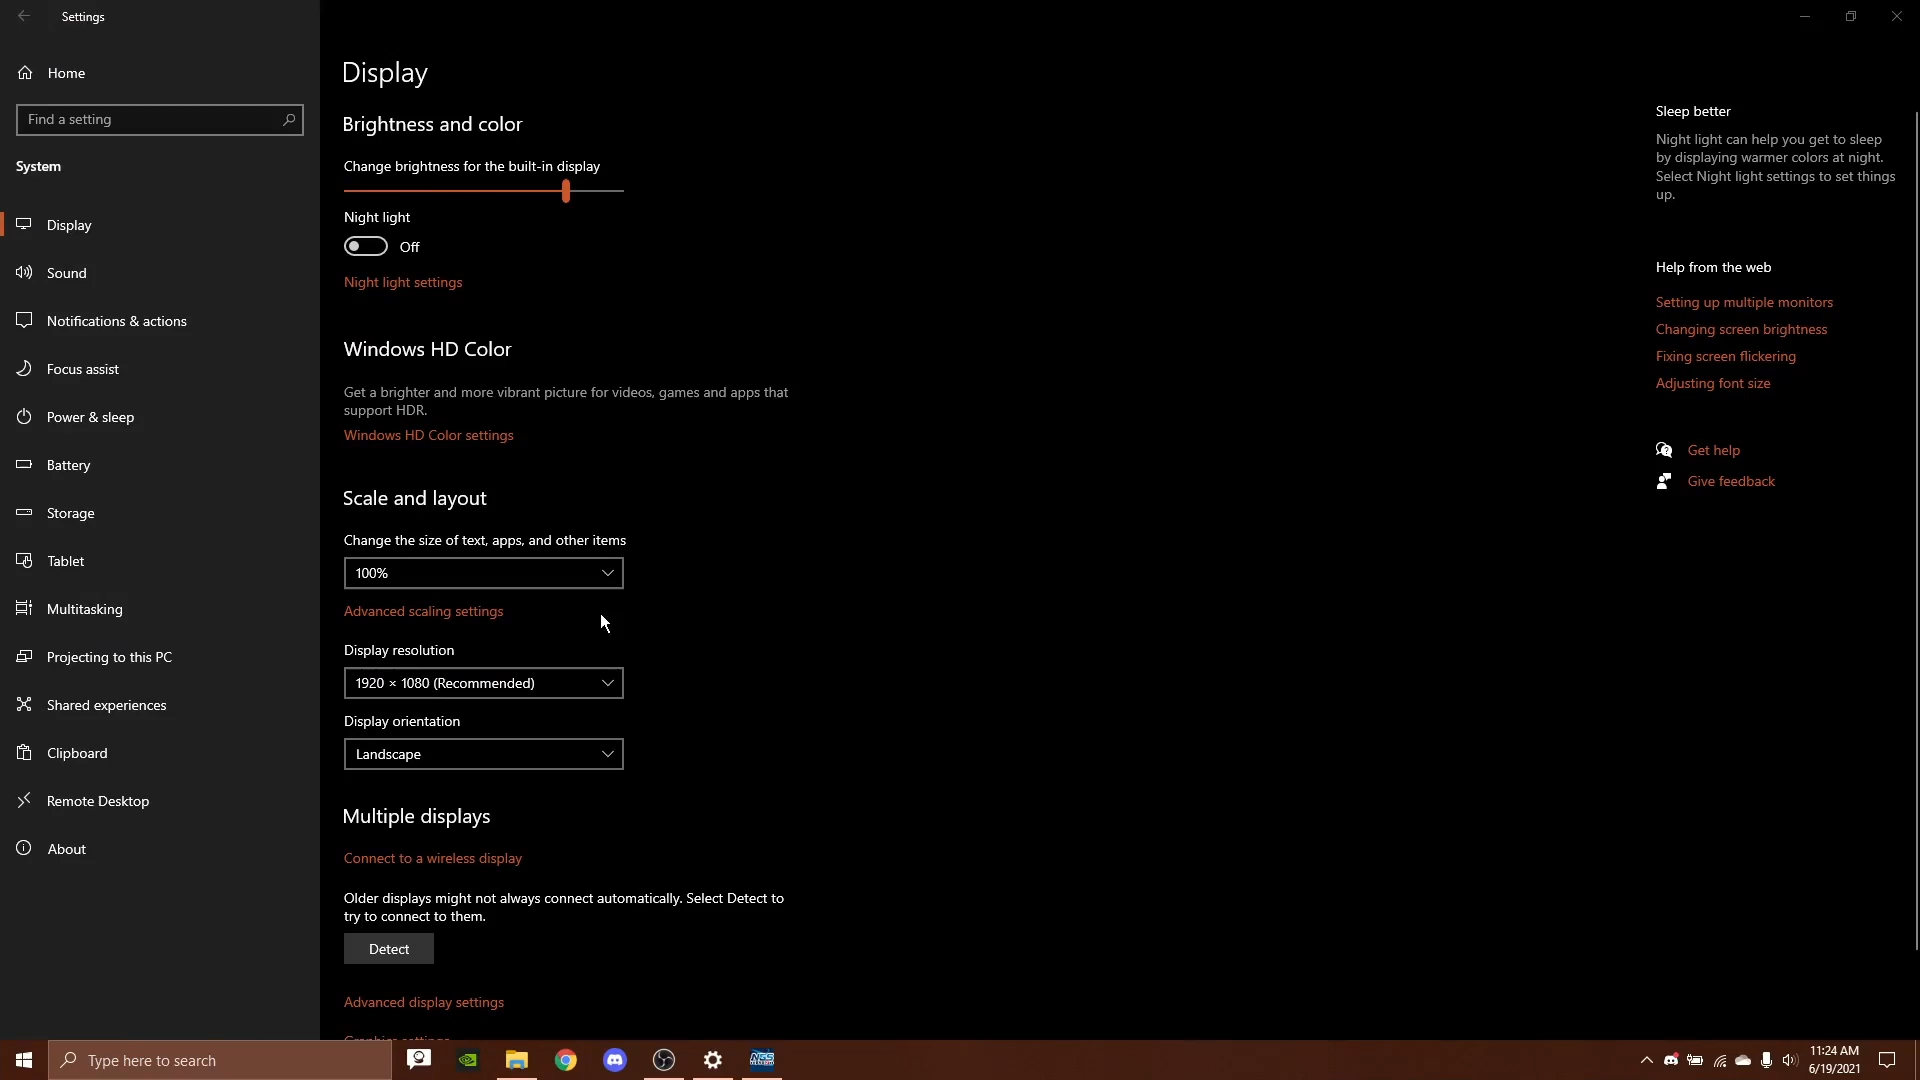 Settings
Home
Find a setting
System
Display
Sound
Notifications & actions
Focus assist
Power & sleep
Battery
Storage
Tablet
Multitasking
Projecting to this PC
Shared experiences
Clipboard
Remote Desktop
About
Display
Brightness and color
Change brightness for the built-in display
Night light
Off
Night light settings
Windows HD Color
Get a brighter and more vibrant picture for videos, games and apps that
support HDR.
Windows HD Color settings
Scale and layout
Change the size of text, apps, and other items
100%
Advanced scaling settings
Display resolution
1920 × 1080 (Recommended)
Display orientation
Landscape
Multiple displays
Connect to a wireless display
Older displays might not always connect automatically. Select Detect to
try to connect to them.
Detect
Advanced display settings
Graphics settings
Sleep better
Night light can help you get to sleep
by displaying warmer colors at night.
Select Night light settings to set things
up.
Help from the web
Setting up multiple monitors
Changing screen brightness
Fixing screen flickering
Adjusting font size
Get help
Give feedback
Type here to search
NGS
11:24 AM
6/19/2021